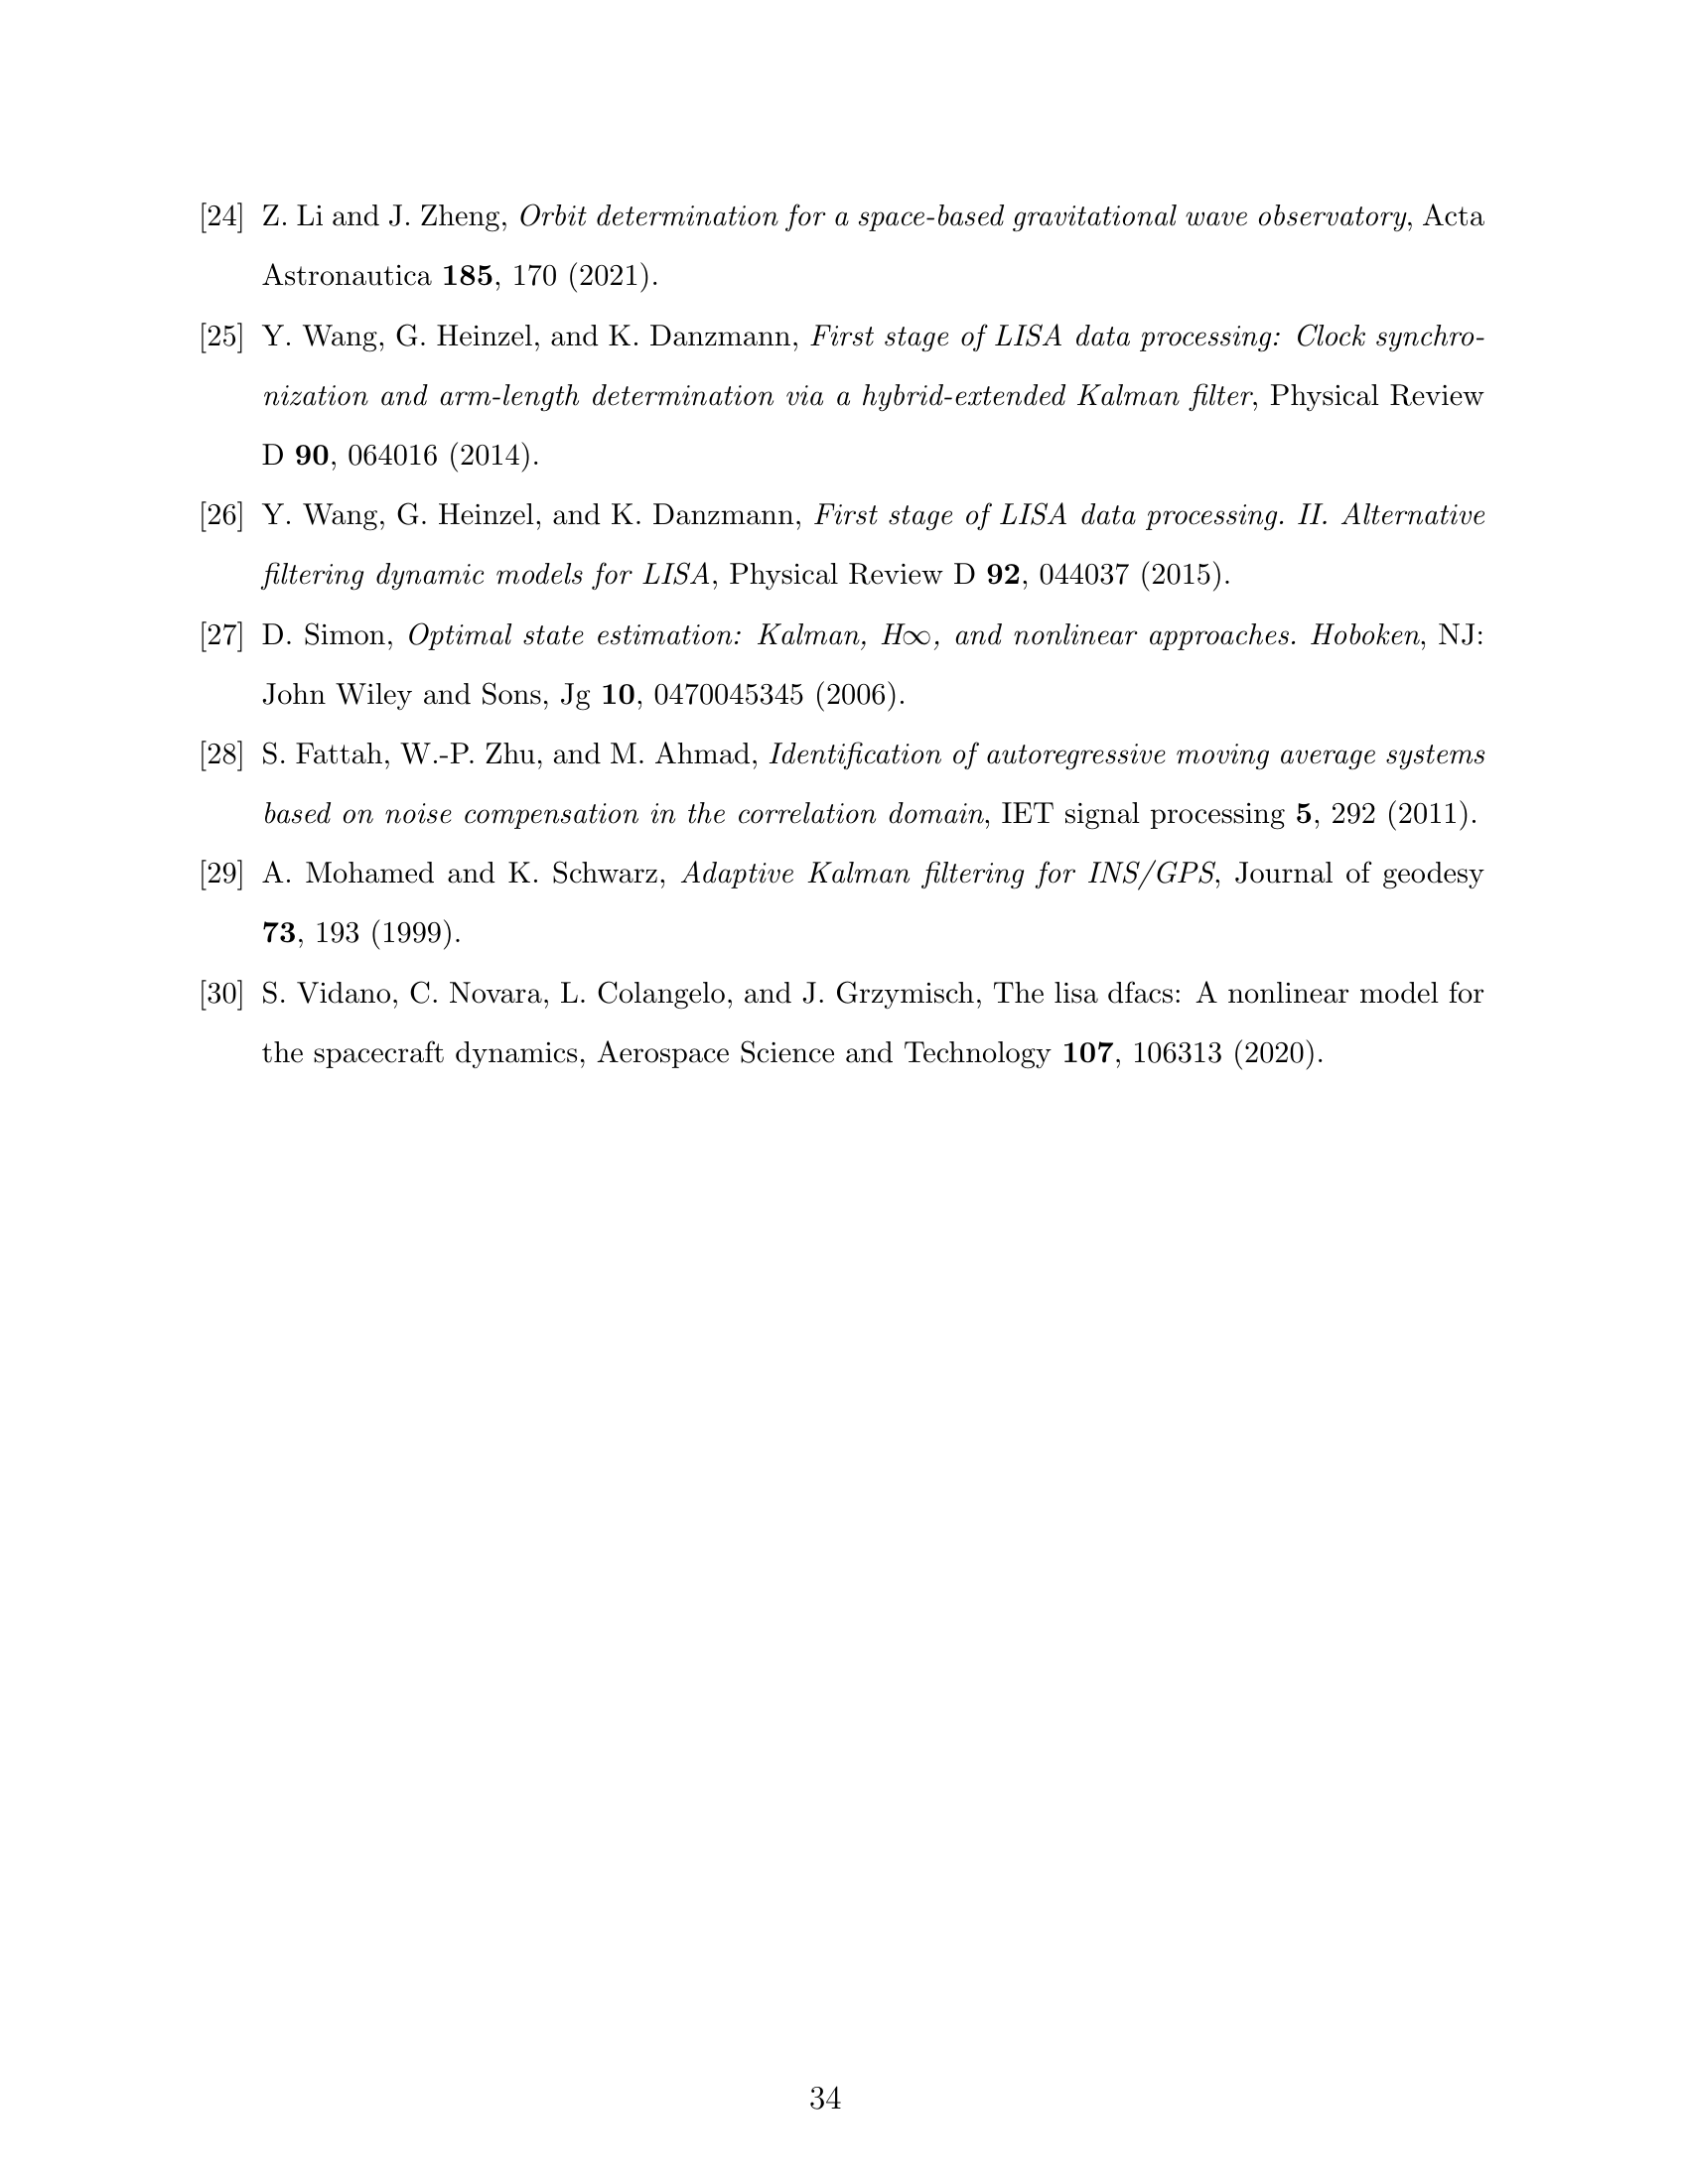 [24] Z. Li and J. Zheng, Orbit determination for a space-based gravitational wave observatory, Acta
Astronautica 185, 170 (2021).
[25] Y. Wang, G. Heinzel, and K. Danzmann, First stage of LISA data processing: Clock synchro-
nization and arm-length determination via a hybrid-extended Kalman filter, Physical Review
D 90, 064016 (2014).
[26] Y. Wang, G. Heinzel, and K. Danzmann, First stage of LISA data processing. II. Alternative
filtering dynamic models for LISA, Physical Review D 92, 044037 (2015).
[27] D. Simon, Optimal state estimation: Kalman, H∞, and nonlinear approaches. Hoboken, NJ:
John Wiley and Sons, Jg 10, 0470045345 (2006).
[28] S. Fattah, W.-P. Zhu, and M. Ahmad, Identification of autoregressive moving average systems
based on noise compensation in the correlation domain, IET signal processing 5, 292 (2011).
[29] A. Mohamed and K. Schwarz, Adaptive Kalman filtering for INS/GPS, Journal of geodesy
73, 193 (1999).
[30] S. Vidano, C. Novara, L. Colangelo, and J. Grzymisch, The lisa dfacs: A nonlinear model for
the spacecraft dynamics, Aerospace Science and Technology 107, 106313 (2020).
34